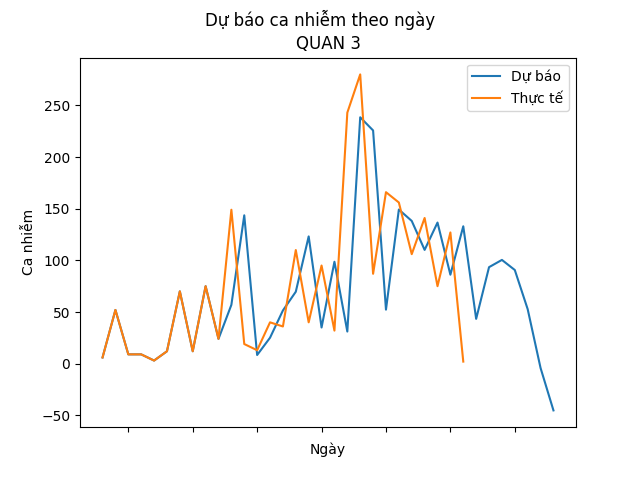 Dự báo ca nhiễm theo ngày
QUAN 3
Dự báo
Thực tế
250
200
150
100
50
0
−50
Ca nhiễm
Ngày